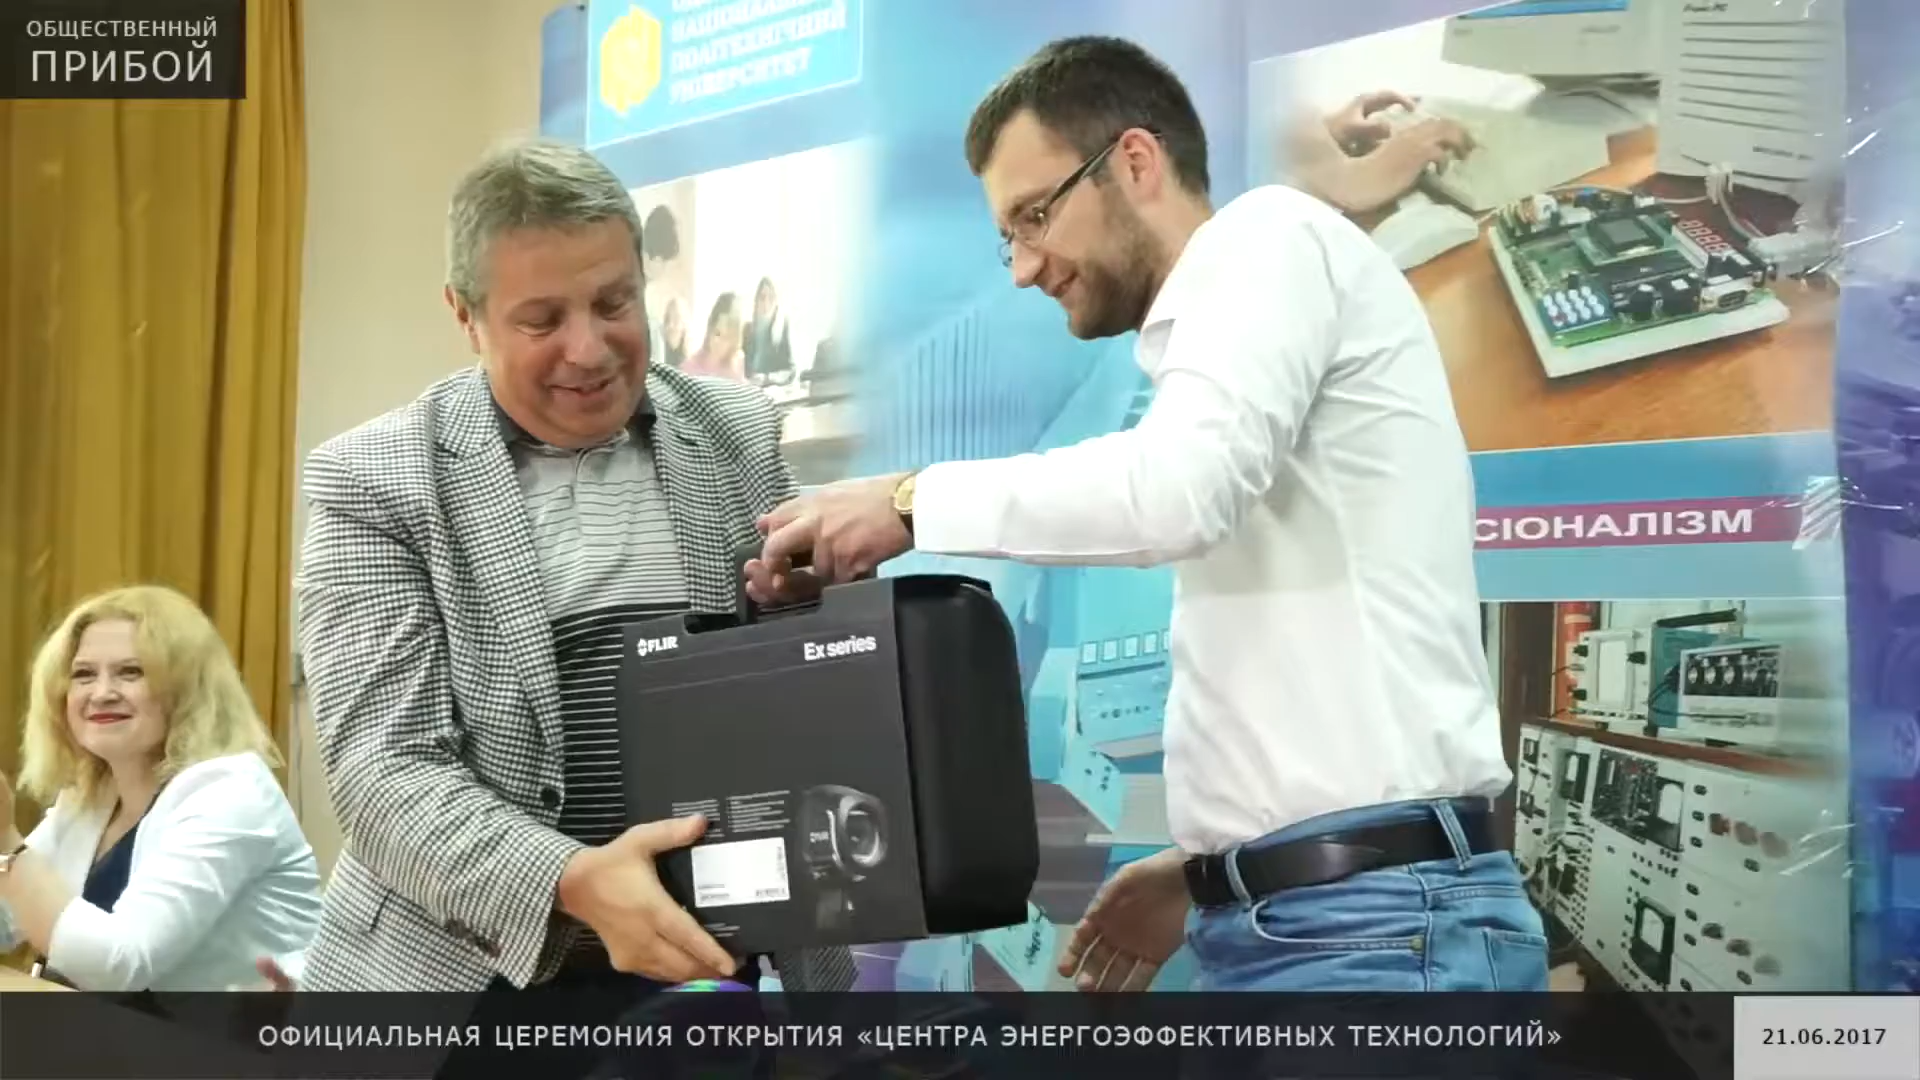 ОБЩЕСТВЕННЫЙ
ПРИБОЙ
НАЦІОНАЛЬНИЙ
ПОЛІТЕХНІЧНИЙ
УНІВЕРСИТЕТ
СІОНАЛІЗМ
FLIR
Ex series
ОФИЦИАЛЬНАЯ ЦЕРЕМОНИЯ ОТКРЫТИЯ «ЦЕНТРА ЭНЕРГОЭФФЕКТИВНЫХ ТЕХНОЛОГИЙ»
21.06.2017